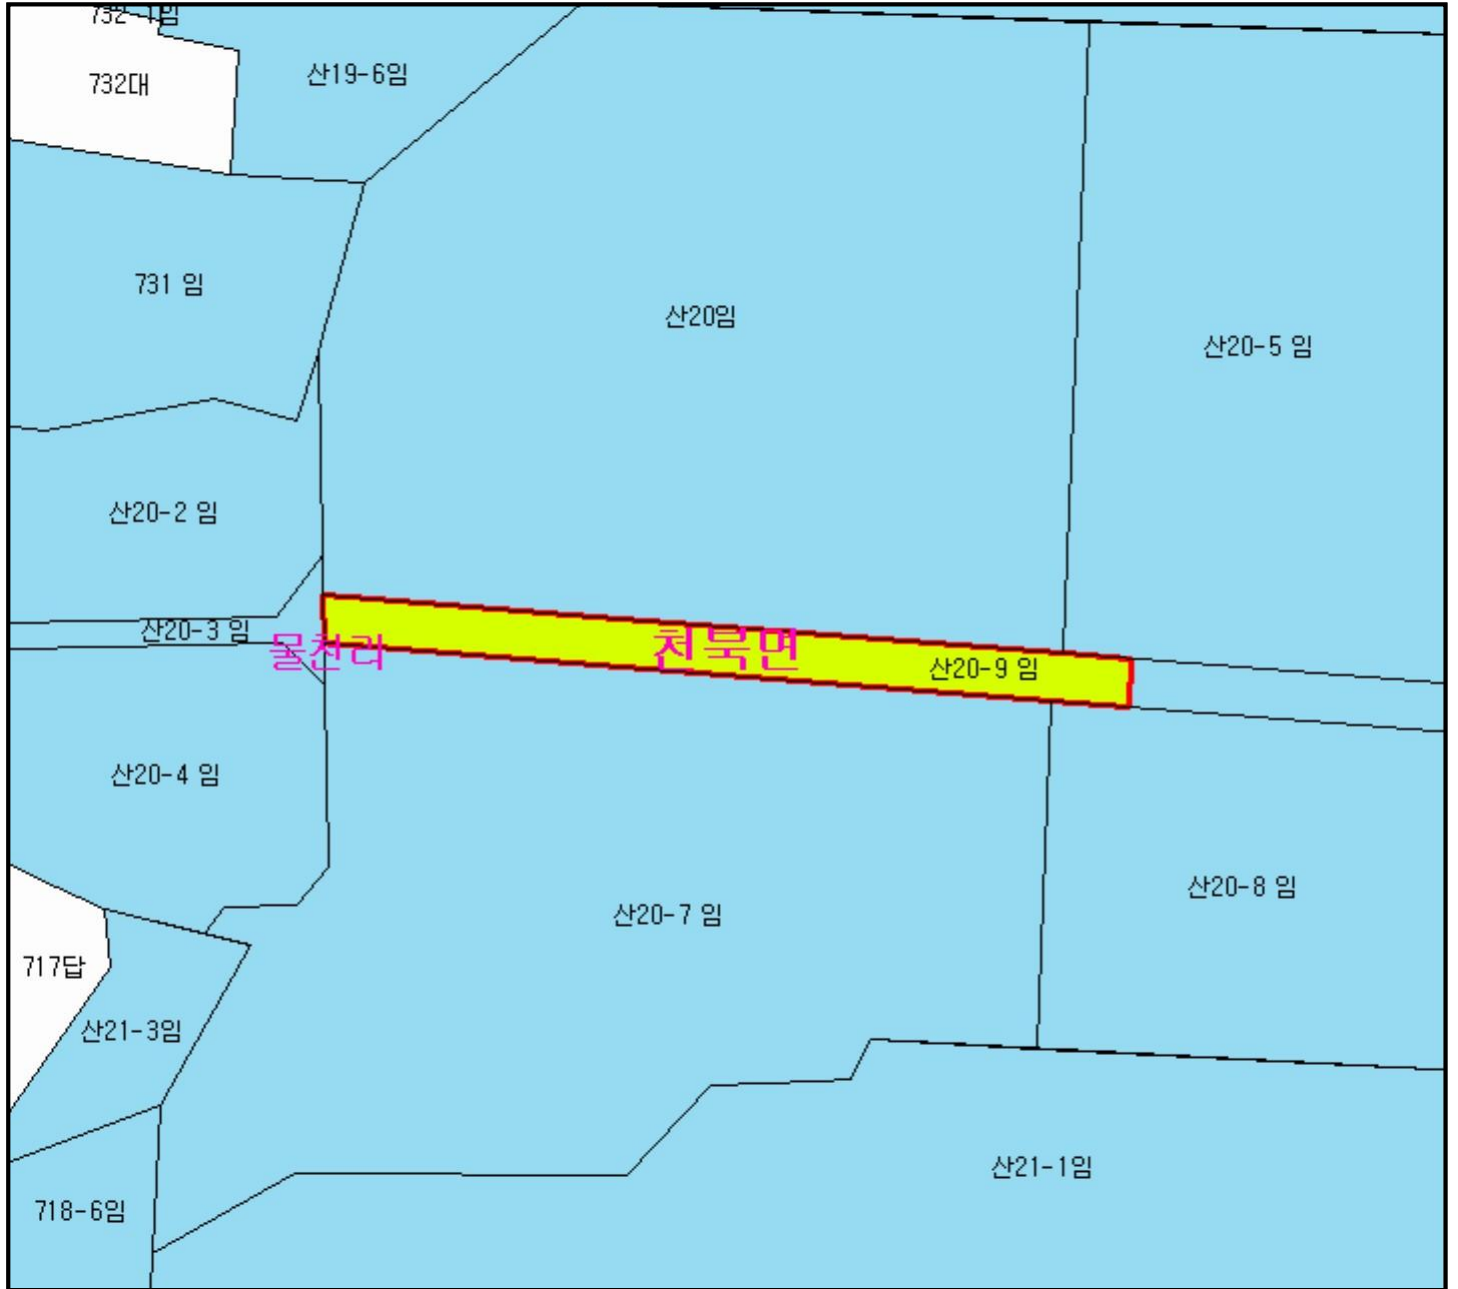 732-1임
산19-6임
732대
731 임
산20임
산20-5 임
산20-2 임
산20-3 임
물천리
천북면
산20-9 임
산20-4 임
산20-8 임
산20-7 임
717답
산21-3임
산21-1임
718-6임